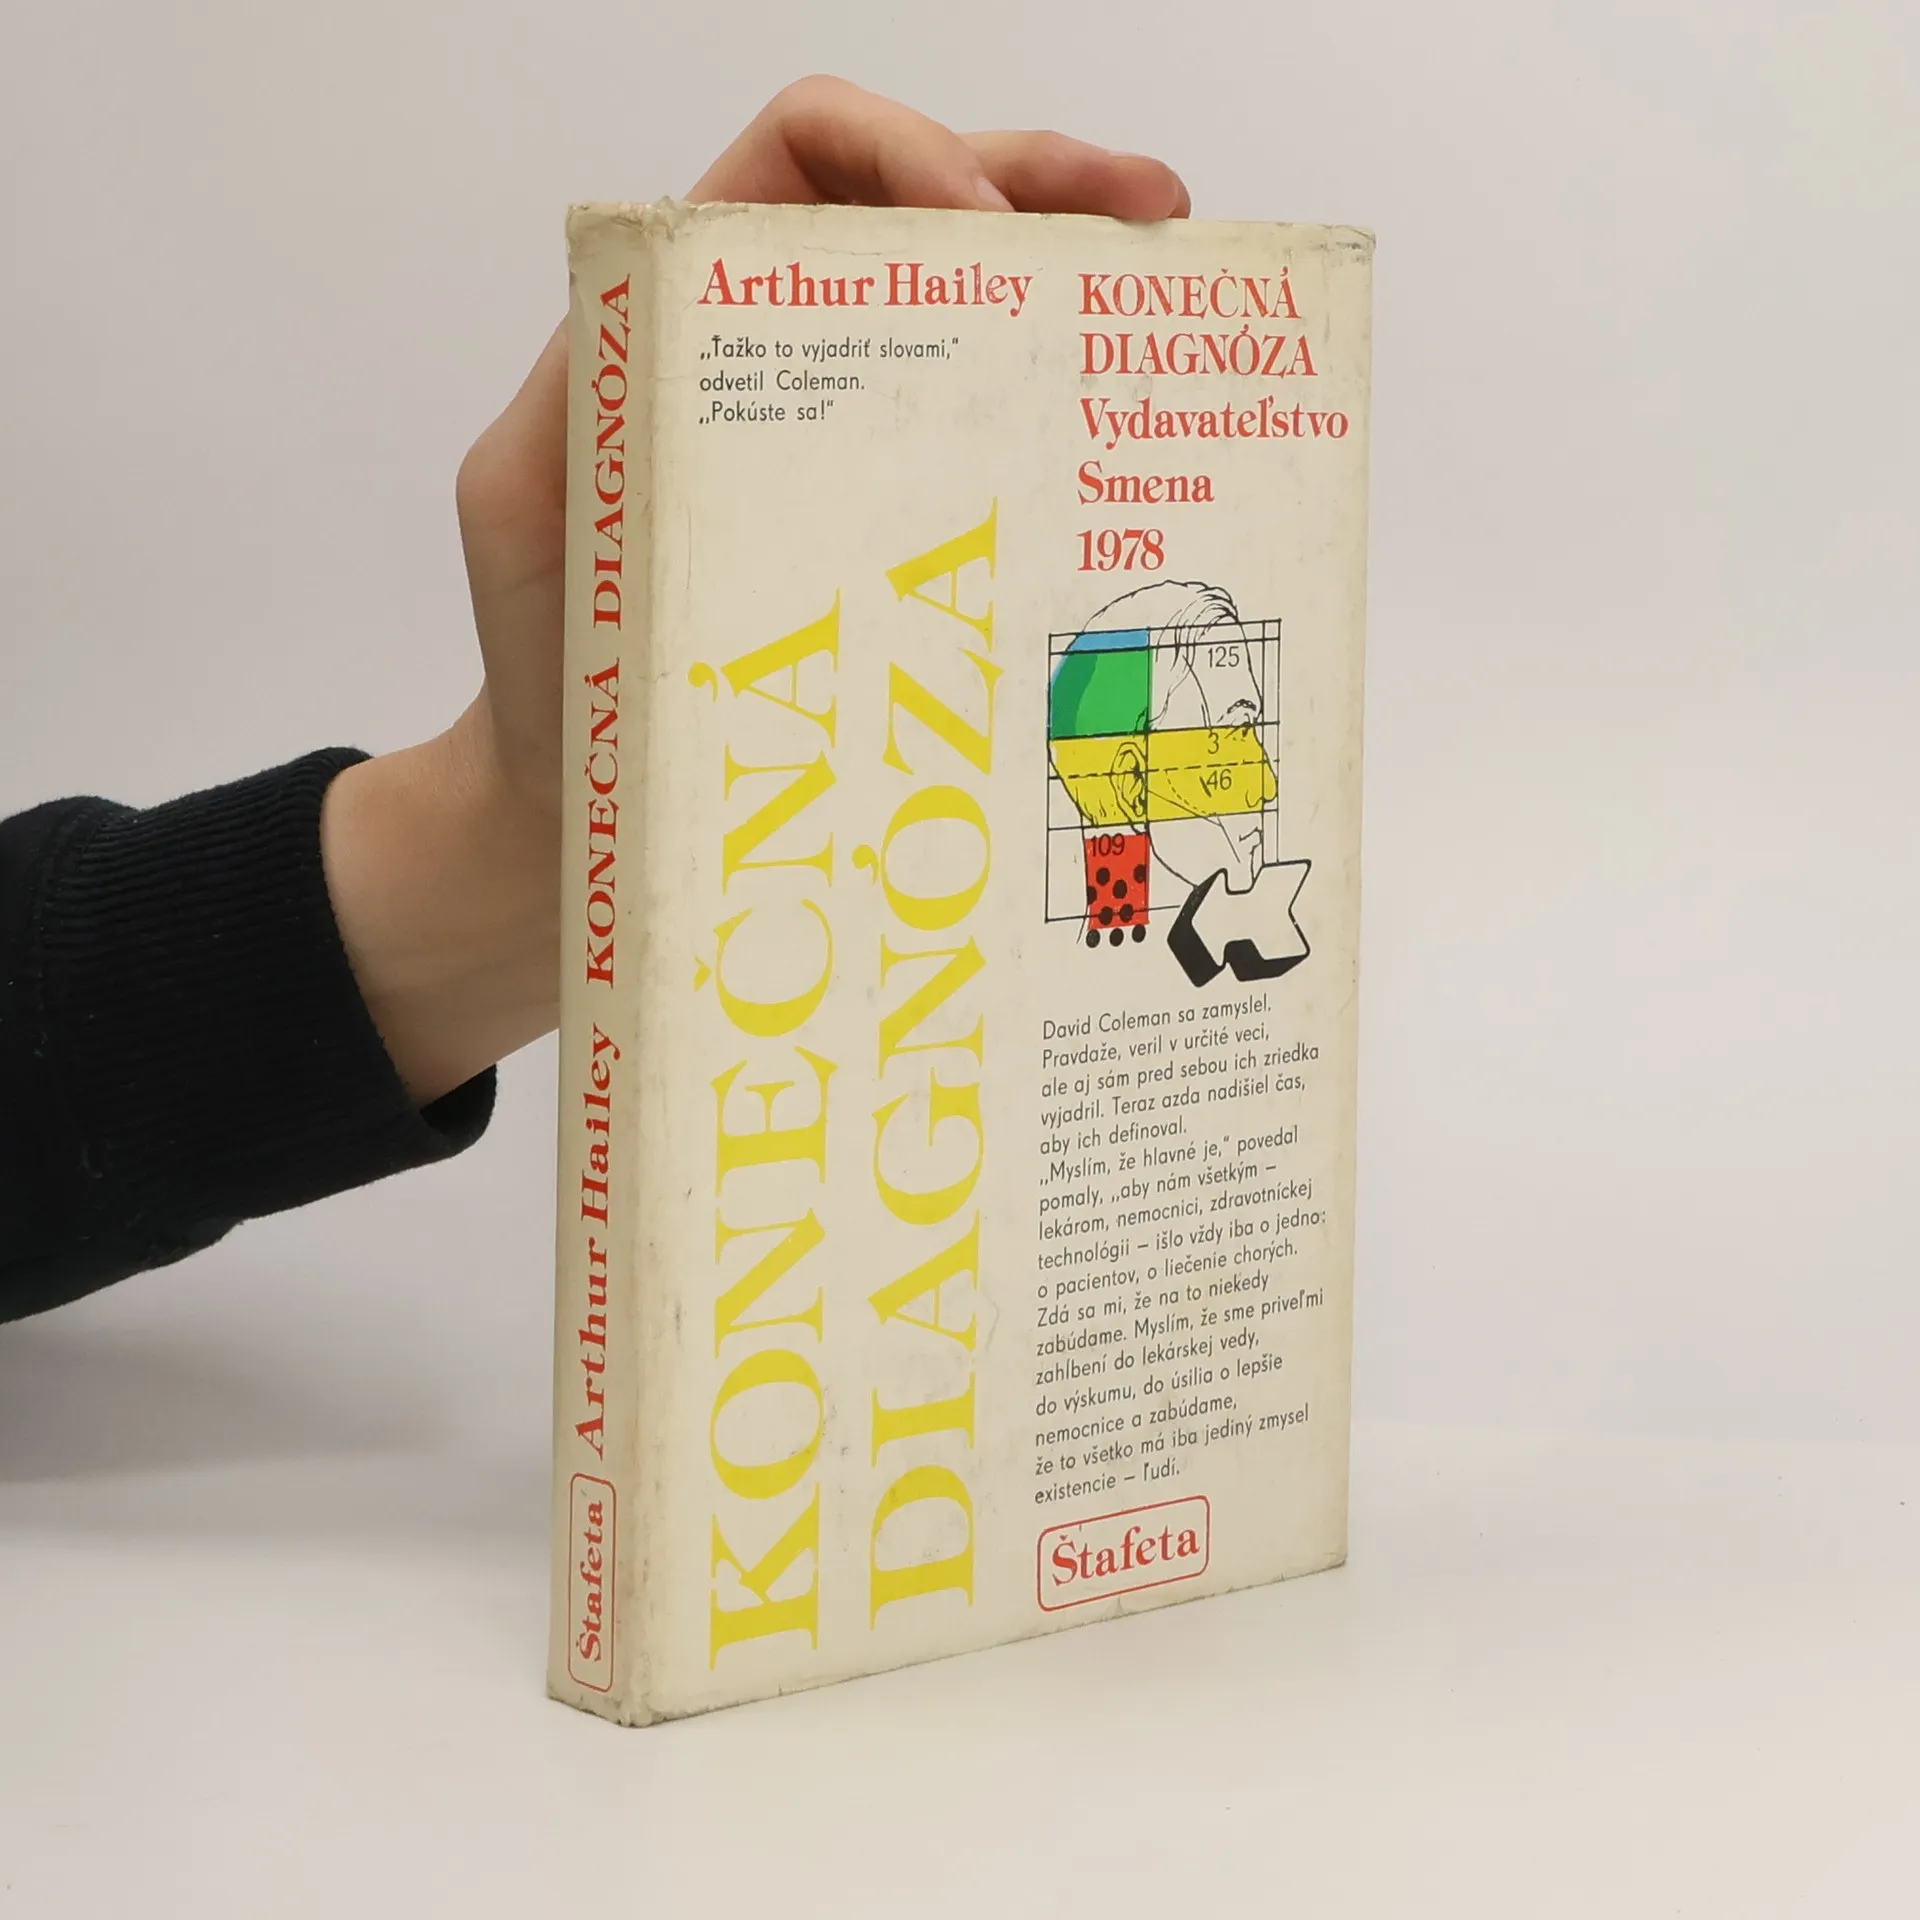 Arthur Hailey KONEČNÁ DIAGNÓZA
Štafeta
Arthur Hailey
„Ťažko to vyjadriť slovami,“
odvetil Coleman.
„Pokúste sa!“
KONEČNÁ
DIAGNÓZA
KONEČNÁ
DIAGNÓZA
Vydavateľstvo
Smena
1978
125
3
46
109
David Coleman sa zamyslel.
Pravdaže, veril v určité veci,
ale aj sám pred sebou ich zriedka
vyjadril. Teraz azda nadišiel čas,
aby ich definoval.
„Myslím, že hlavné je,“ povedal
pomaly, „aby nám všetkým –
lekárom, nemocnici, zdravotníckej
technológii – išlo vždy iba o jedno:
o pacientov, o liečenie chorých.
Zdá sa mi, že na to niekedy
zabúdame. Myslím, že sme priveľmi
zahĺbení do lekárskej vedy,
do výskumu, do úsilia o lepšie
nemocnice a zabúdame,
že to všetko má iba jediný zmysel
existencie – ľudí.
Štafeta